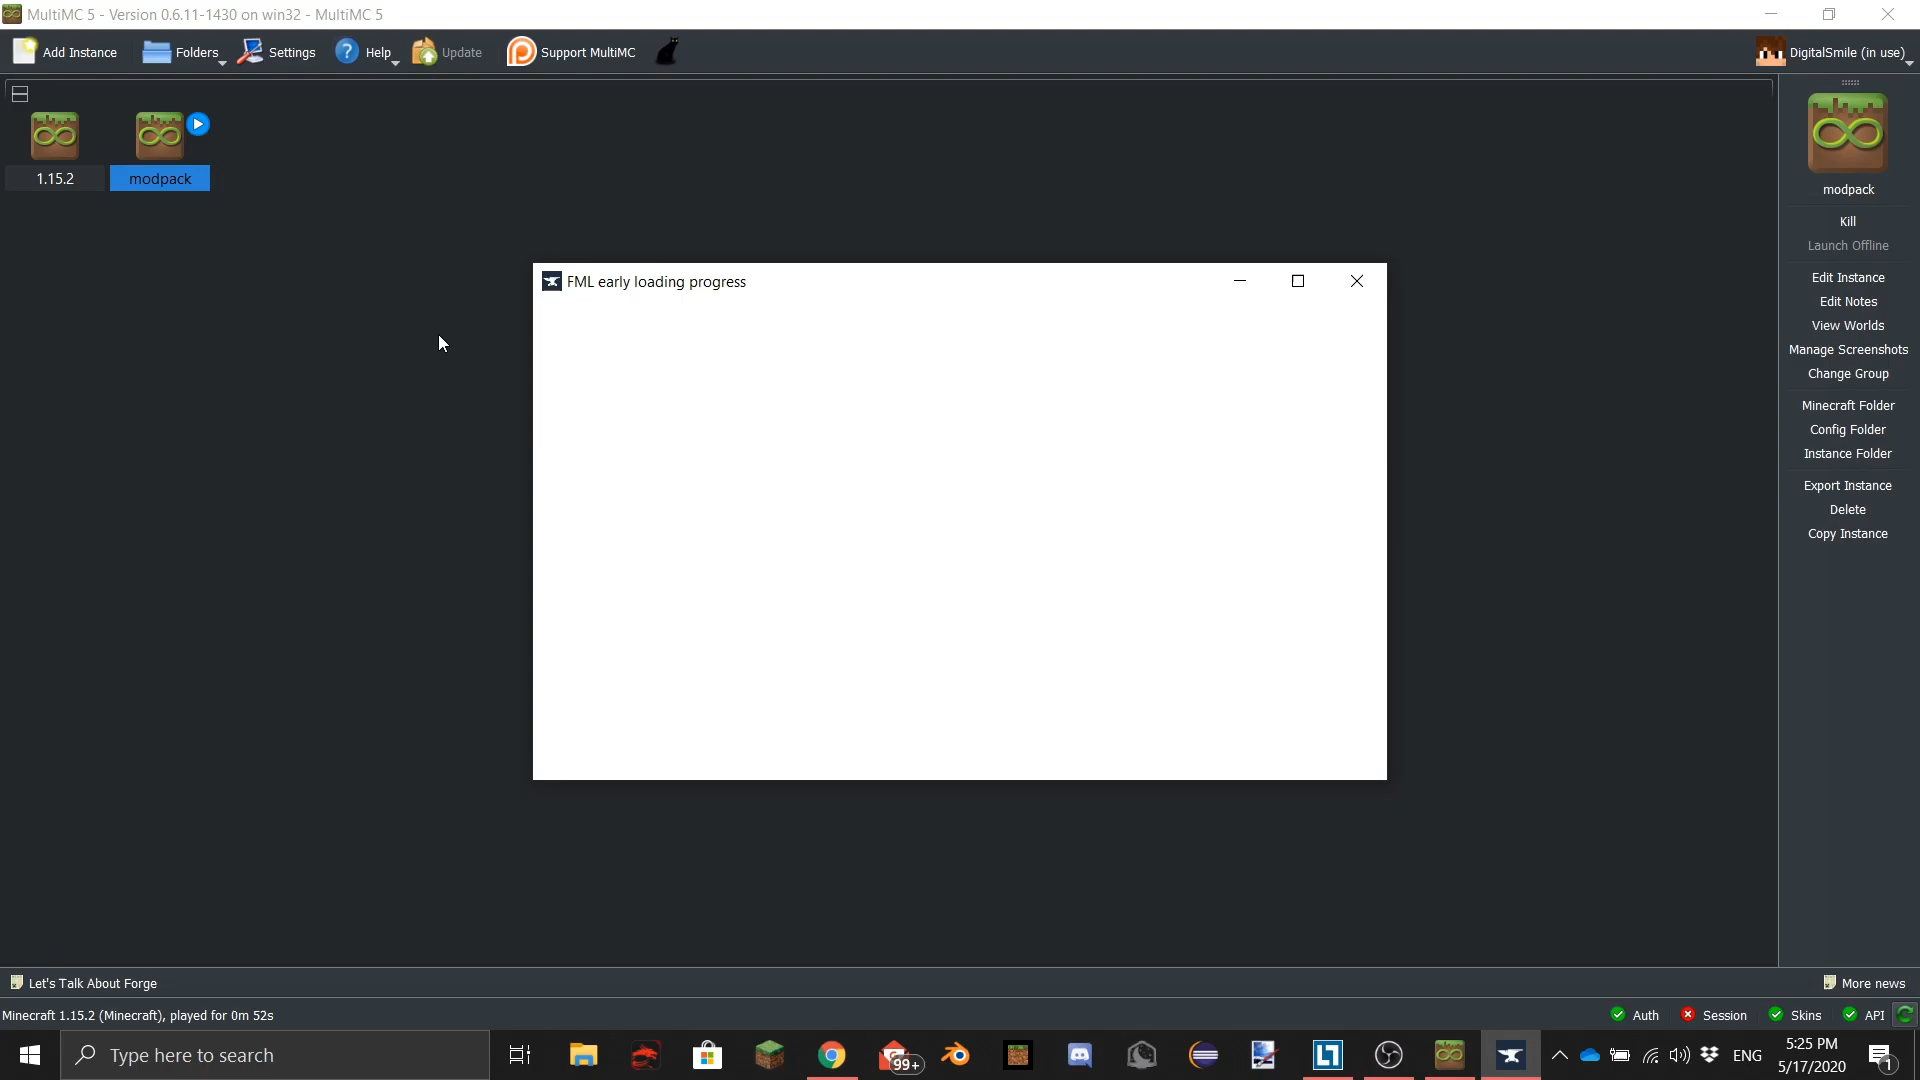 MultiMC 5 - Version 0.6.11-1430 on win32 - MultiMC 5
Add Instance Folders Settings Help Update Support MultiMC DigitalSmile (in use)
1.15.2 modpack
modpack
Kill
Launch Offline
Edit Instance
Edit Notes
View Worlds
Manage Screenshots
Change Group
Minecraft Folder
Config Folder
Instance Folder
Export Instance
Delete
Copy Instance
FML early loading progress
Let's Talk About Forge More news
Minecraft 1.15.2 (Minecraft), played for 0m 52s Auth Session Skins API
Type here to search 99+ ENG 5:25 PM
5/17/2020 1